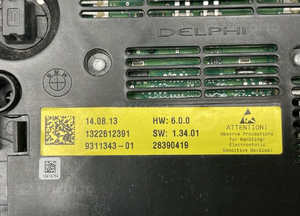 DELPHI
14.08.13 HW: 6.0.0
1322612391 SW: 1.34.01
9311343-01 28390419
ATTENTION!
Observe Precautions
for Handling!
Electrostatic
Sensitive Devices!